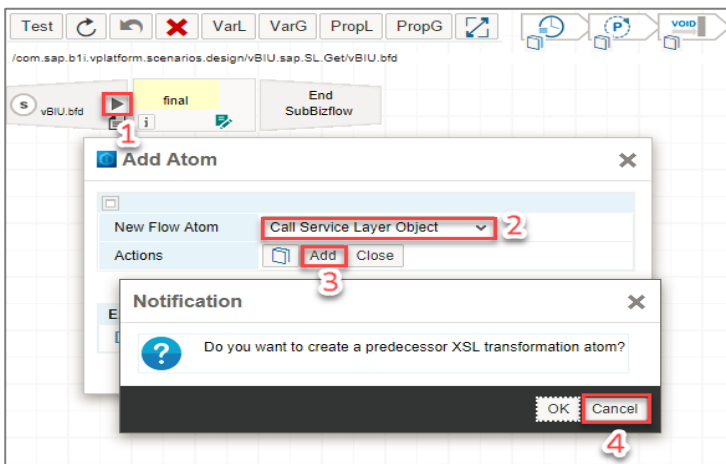 Test VarL VarG PropL PropG P VOID
/com.sap.b1i.vplatform.scenarios.design/vBIU.sap.SL.Get/vBIU.bfd
S vBIU.bfd final End
SubBizflow
i
1
Add Atom
New Flow Atom Call Service Layer Object 2
Actions Add Close
3
Notification
E
Do you want to create a predecessor XSL transformation atom?
?
OK Cancel
4